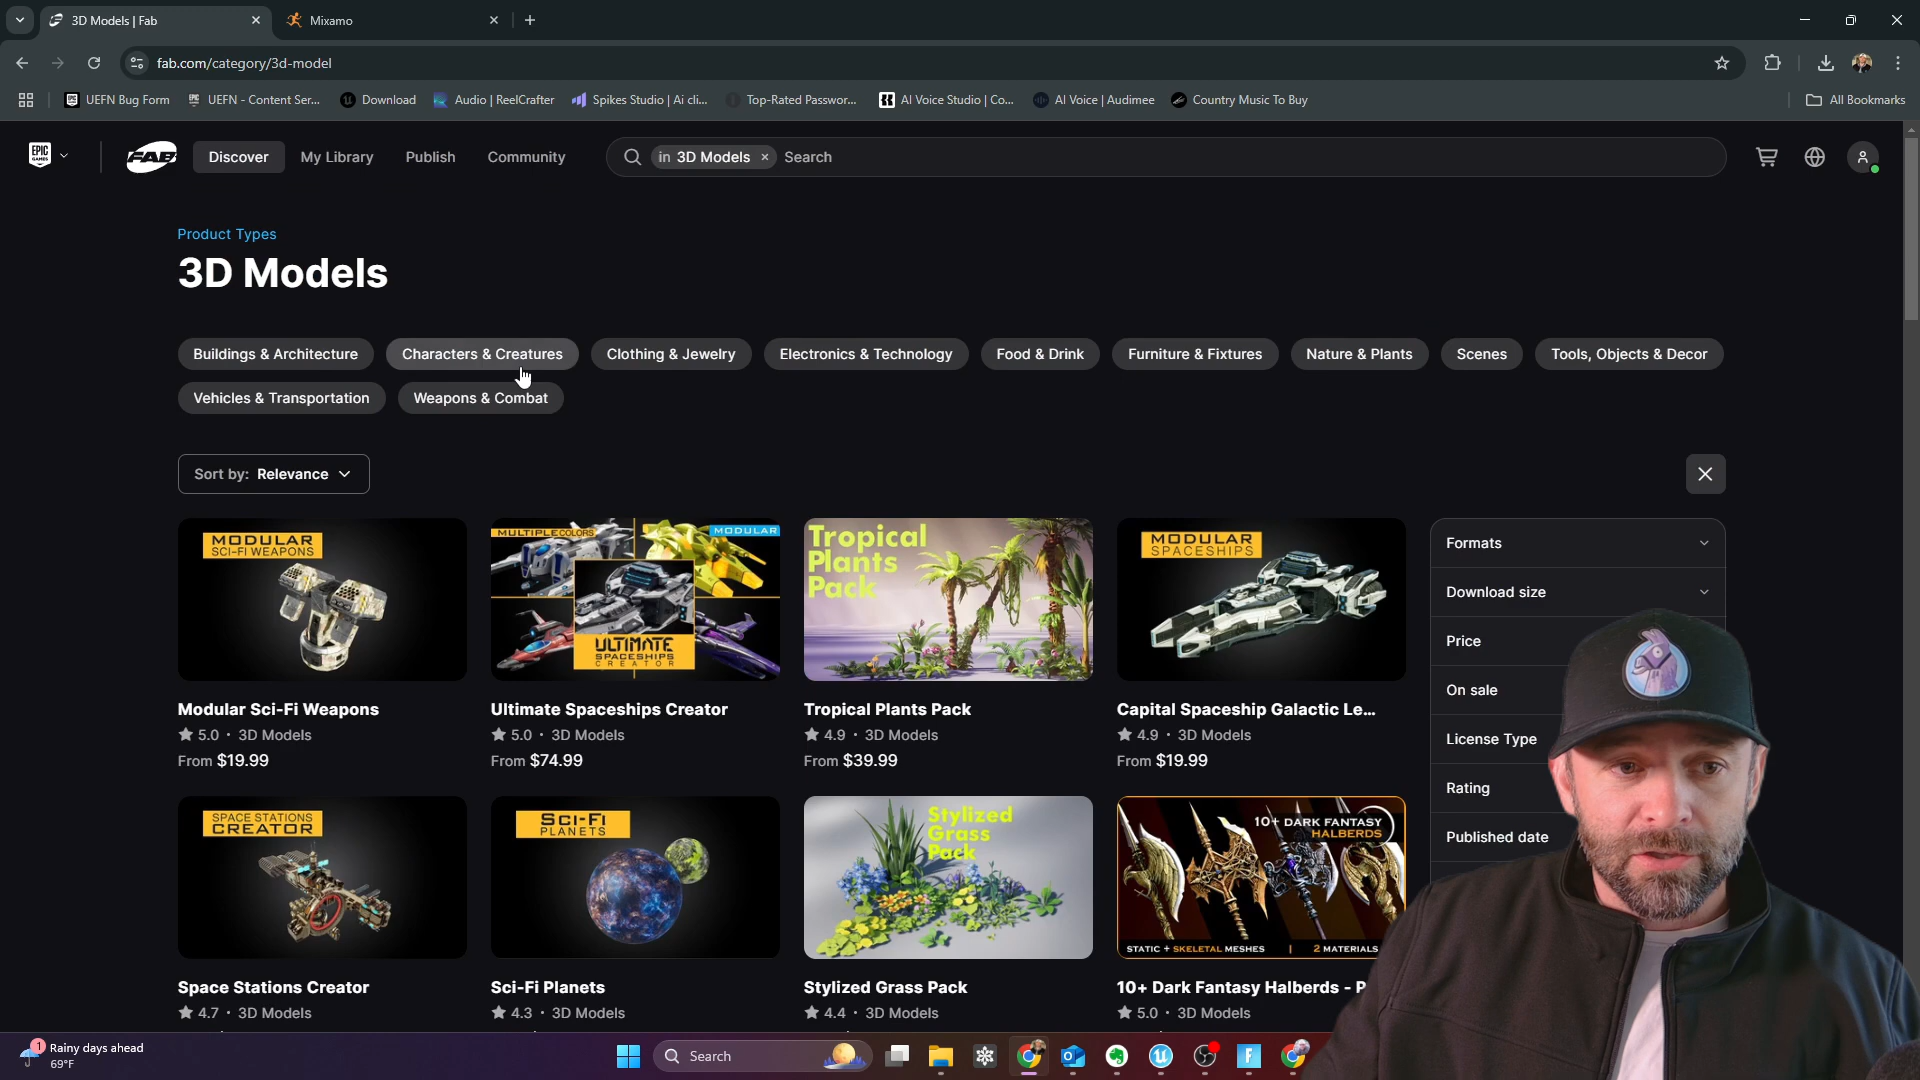 3D Models | Fab
Mixamo
fab.com/category/3d-model
UEFN Bug Form
UEFN - Content Ser...
Download
Audio | ReelCrafter
Spikes Studio | Ai cli...
Top-Rated Passwor...
AI Voice Studio | Co...
AI Voice | Audimee
Country Music To Buy
All Bookmarks
EPIC GAMES
FAB
Discover
My Library
Publish
Community
in 3D Models
Search
Product Types
3D Models
Buildings & Architecture
Characters & Creatures
Clothing & Jewelry
Electronics & Technology
Food & Drink
Furniture & Fixtures
Nature & Plants
Scenes
Tools, Objects & Decor
Vehicles & Transportation
Weapons & Combat
Sort by: Relevance
MODULAR
SCI-FI WEAPONS
MULTIPLE COLORS
MODULAR
ULTIMATE
SPACESHIPS
CREATOR
Tropical
Plants
Pack
MODULAR
SPACESHIPS
Formats
Download size
Price
On sale
License Type
Rating
Published date
Modular Sci-Fi Weapons
5.0 · 3D Models
From $19.99
Ultimate Spaceships Creator
5.0 · 3D Models
From $74.99
Tropical Plants Pack
4.9 · 3D Models
From $39.99
Capital Spaceship Galactic Le...
4.9 · 3D Models
From $19.99
SPACE STATIONS
CREATOR
SCI-FI
PLANETS
Stylized
Grass
Pack
10+ DARK FANTASY
HALBERDS
STATIC + SKELETAL MESHES | 2 MATERIALS
Space Stations Creator
4.7 · 3D Models
Sci-Fi Planets
4.3 · 3D Models
Stylized Grass Pack
4.4 · 3D Models
10+ Dark Fantasy Halberds - P
5.0 · 3D Models
1
Rainy days ahead
69°F
Search